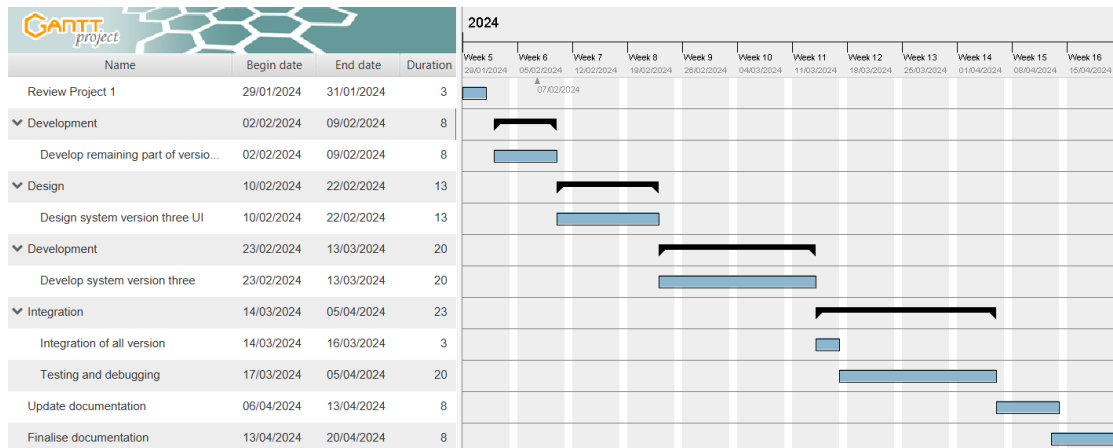 GANTT
project
2024
Name Begin date End date Duration
Week 5 Week 6 Week 7 Week 8 Week 9 Week 10 Week 11 Week 12 Week 13 Week 14 Week 15 Week 16
29/01/2024 05/02/2024 12/02/2024 19/02/2024 26/02/2024 04/03/2024 11/03/2024 18/03/2024 25/03/2024 01/04/2024 08/04/2024 15/04/2024
07/02/2024
Review Project 1 29/01/2024 31/01/2024 3
Development 02/02/2024 09/02/2024 8
Develop remaining part of versio... 02/02/2024 09/02/2024 8
Design 10/02/2024 22/02/2024 13
Design system version three UI 10/02/2024 22/02/2024 13
Development 23/02/2024 13/03/2024 20
Develop system version three 23/02/2024 13/03/2024 20
Integration 14/03/2024 05/04/2024 23
Integration of all version 14/03/2024 16/03/2024 3
Testing and debugging 17/03/2024 05/04/2024 20
Update documentation 06/04/2024 13/04/2024 8
Finalise documentation 13/04/2024 20/04/2024 8